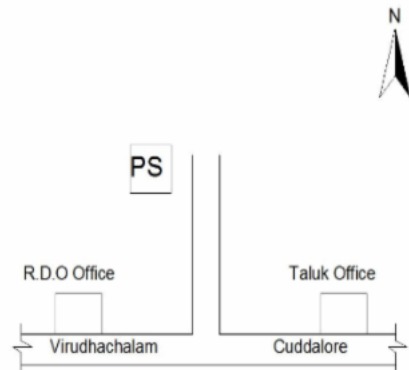 N
PS
R.D.O Office
Taluk Office
Virudhachalam
Cuddalore